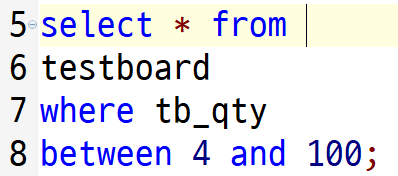 5 select * from
6 testboard
7 where tb_qty
8 between 4 and 100;